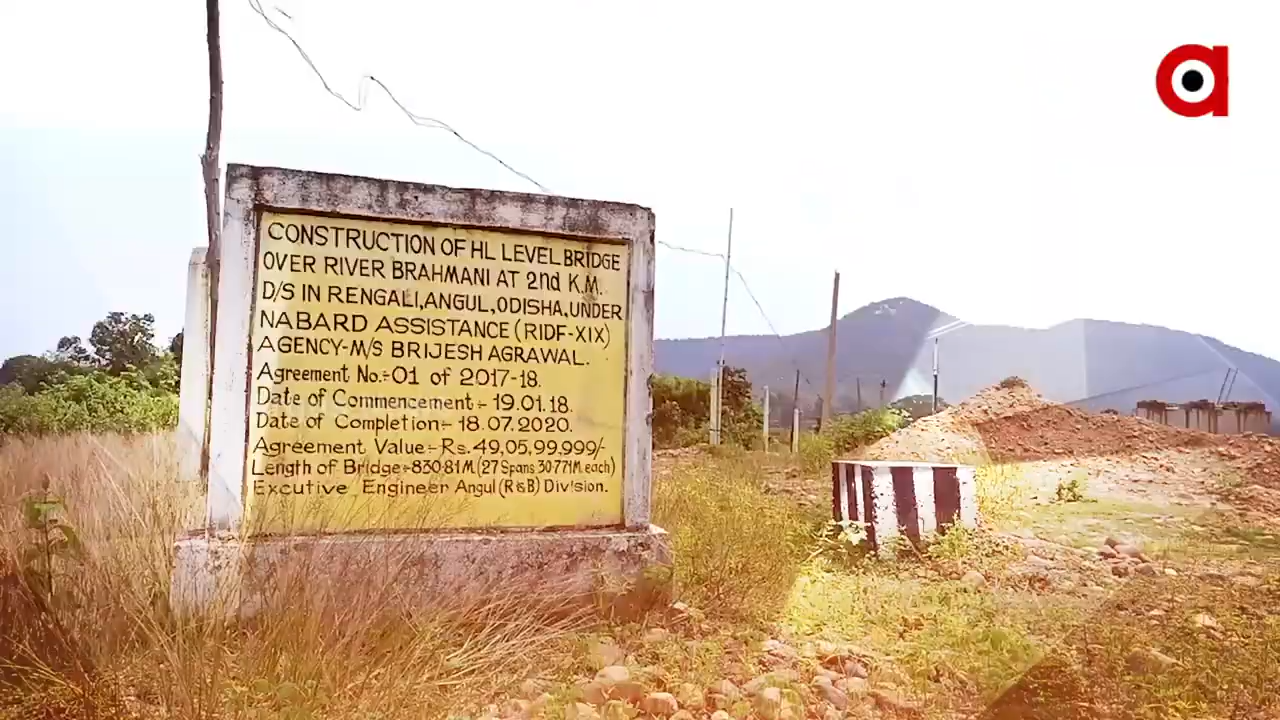 CONSTRUCTION OF HL LEVEL BRIDGE
OVER RIVER BRAHMANI AT 2nd K.M.
D/S IN RENGALI, ANGUL, ODISHA, UNDER
NABARD ASSISTANCE (RIDF-XIX)
AGENCY-M/S BRIJESH AGRAWAL.
Agreement No.:-01 of 2017-18.
Date of Commencement:- 19.01.18.
Date of Completion:- 18.07.2020.
Agreement Value:- Rs. 49,05,99.999/-
Length of Bridge:-830.81M (27 Spans 30.771M. each)
Excutive Engineer Angul (R&B) Division.
a